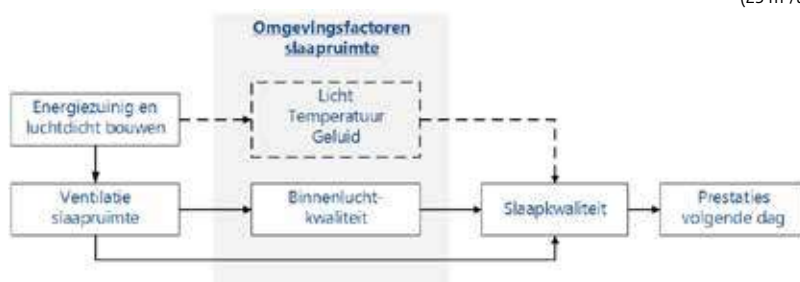 Omgevingsfactoren
slaapruimte
Energiezuinig en
luchtdicht bouwen
Licht
Temperatuur
Geluid
Ventilatie
slaapruimte
Binnenlucht-
kwaliteit
Slaapkwaliteit
Prestaties
volgende dag